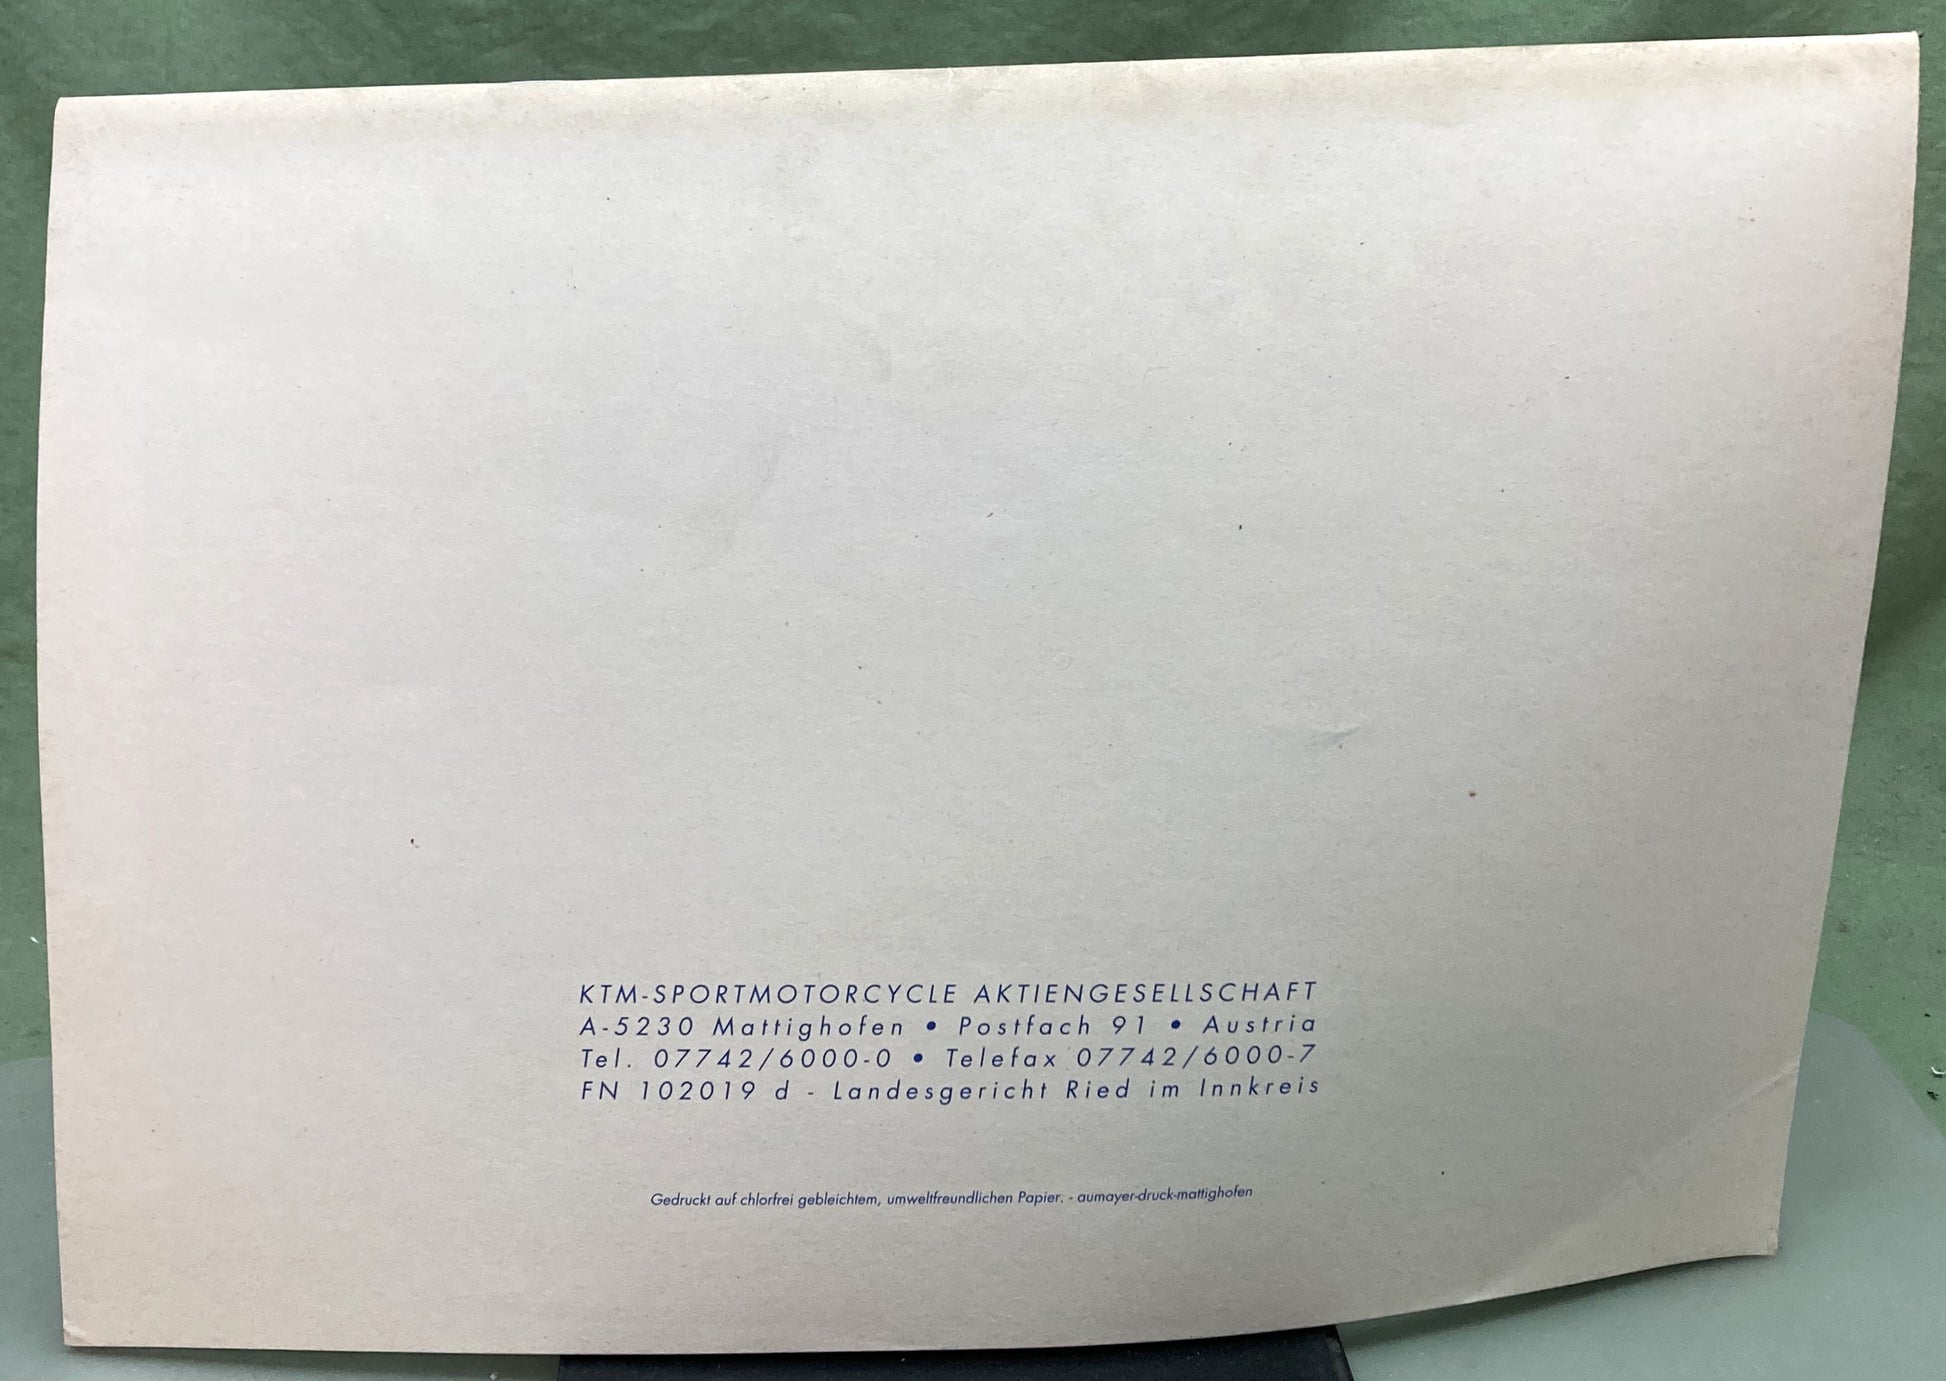 KTM-SPORTMOTORCYCLE AKTIENGESELLSCHAFT
A-5230 Mattighofen • Postfach 91 • Austria
Tel. 07742/6000-0 • Telefax 07742/6000-7
FN 102019 d - Landesgericht Ried im Innkreis
Gedruckt auf chlorfrei gebleichtem, umweltfreundlichen Papier. - aumayer-druck-mattighofen